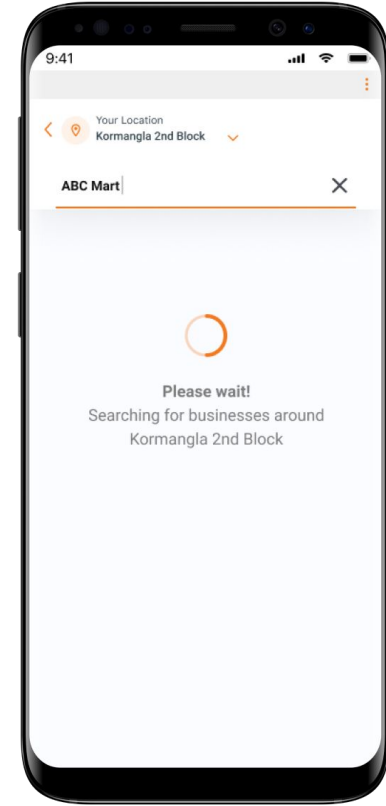 9:41
Your Location
Kormangla 2nd Block
ABC Mart
Please wait!
Searching for businesses around
Kormangla 2nd Block